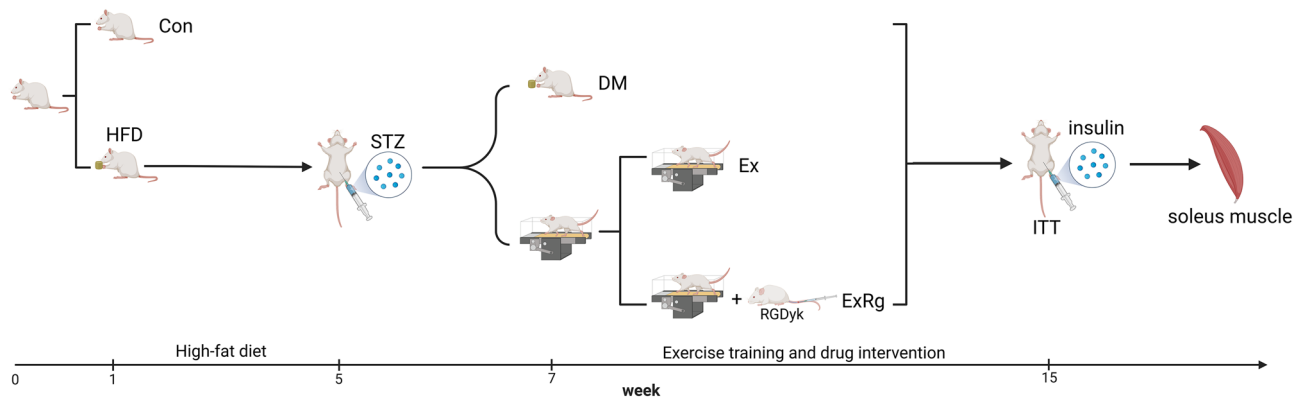 Con
HFD
STZ
DM
Ex
+
RGDyk
ExRg
insulin
ITT
soleus muscle
High-fat diet
Exercise training and drug intervention
0 1 5 7 15
week